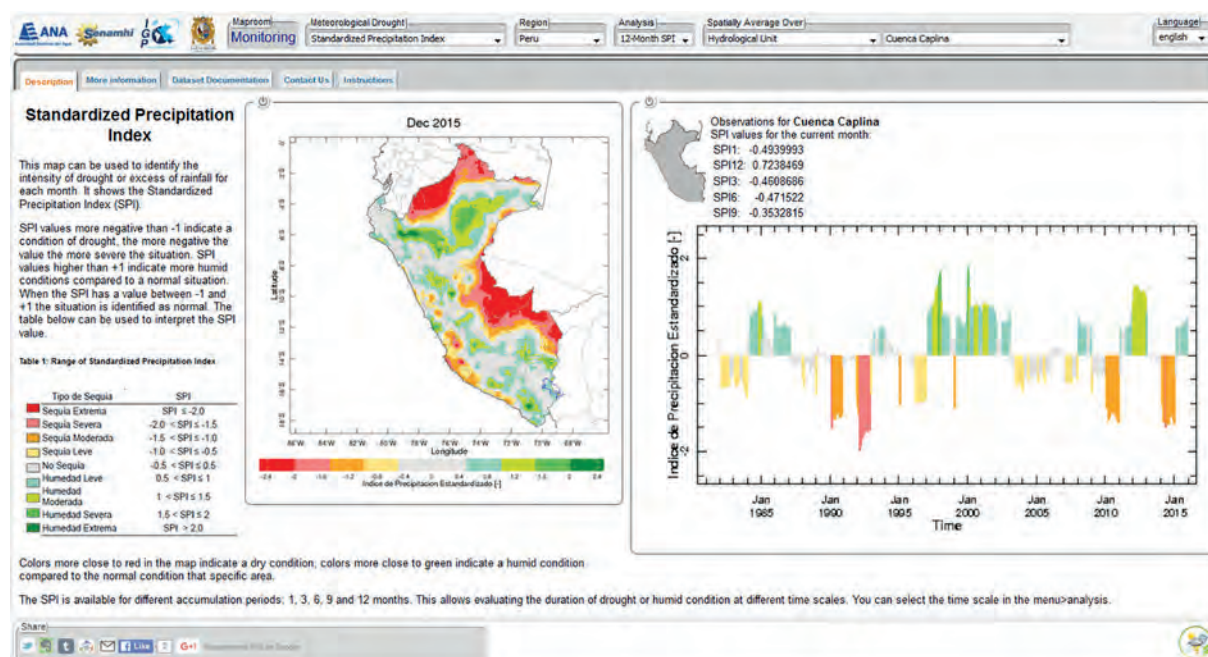 ANA
Senamhi
IGP
Maproom
Monitoring
Meteorological Drought
Standardized Precipitation Index
Region
Peru
Analysis
12-Month SPI
Spatially Average Over
Hydrological Unit
Cuenca Caplina
Language
english
Description
More information
Dataset Documentation
Contact Us
Instructions
Standardized Precipitation
Index
This map can be used to identify the
intensity of drought or excess of rainfall for
each month. It shows the Standardized
Precipitation Index (SPI).
SPI values more negative than -1 indicate a
condition of drought, the more negative the
value the more severe the situation. SPI
values higher than +1 indicate more humid
conditions compared to a normal situation.
When the SPI has a value between -1 and
+1 the situation is identified as normal. The
table below can be used to interpret the SPI
value.
Table 1: Range of Standardized Precipitation Index
Tipo de Sequia SPI
Sequia Extrema SPI ≤ -2.0
Sequia Severa -2.0 < SPI ≤ -1.5
Sequia Moderada -1.5 < SPI ≤ -1.0
Sequia Leve -1.0 < SPI ≤ -0.5
No Sequia -0.5 ≤ SPI ≤ 0.5
Humedad Leve 0.5 < SPI ≤ 1
Humedad
Moderada 1 < SPI ≤ 1.5
Humedad Severa 1.5 < SPI ≤ 2
Humedad Extrema SPI > 2.0
Dec 2015
Latitude
Longitude
Indice de Precipitacion Estandardizado [-]
Observations for Cuenca Caplina
SPI values for the current month:
SPI1: -0.4939993
SPI12: 0.7238469
SPI3: -0.4608686
SPI6: -0.471522
SPI9: -0.3532815
Indice de Precipitacion Estandardizado [-]
2
0
-2
Jan Jan Jan Jan Jan Jan Jan
1985 1990 1995 2000 2005 2010 2015
Time
Colors more close to red in the map indicate a dry condition, colors more close to green indicate a humid condition
compared to the normal condition that specific area.
The SPI is available for different accumulation periods: 1, 3, 6, 9 and 12 months. This allows evaluating the duration of drought or humid condition at different time scales. You can select the time scale in the menu>analysis.
Share
Like
G+1